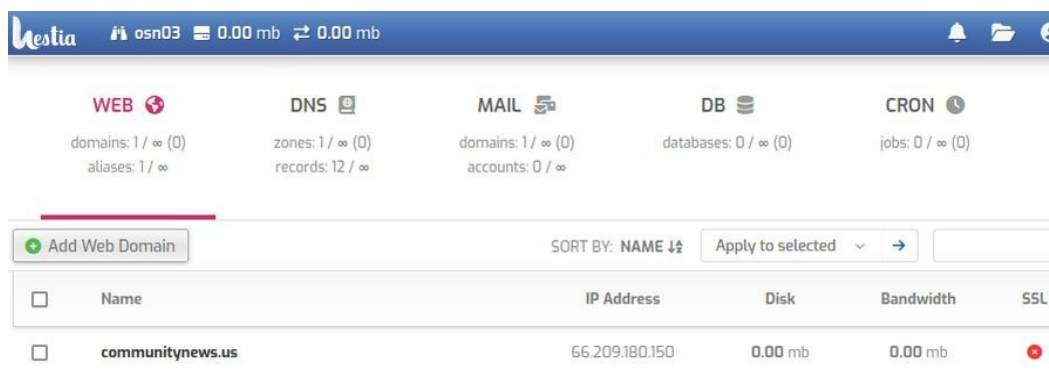 Hestia osn03 0.00 mb 0.00 mb
WEB DNS MAIL DB CRON
domains: 1 / ∞ (0) zones: 1 / ∞ (0) domains: 1 / ∞ (0) databases: 0 / ∞ (0) jobs: 0 / ∞ (0)
aliases: 1 / ∞ records: 12 / ∞ accounts: 0 / ∞
Add Web Domain SORT BY: NAME Apply to selected
Name IP Address Disk Bandwidth SSL
communitynews.us 66.209.180.150 0.00 mb 0.00 mb